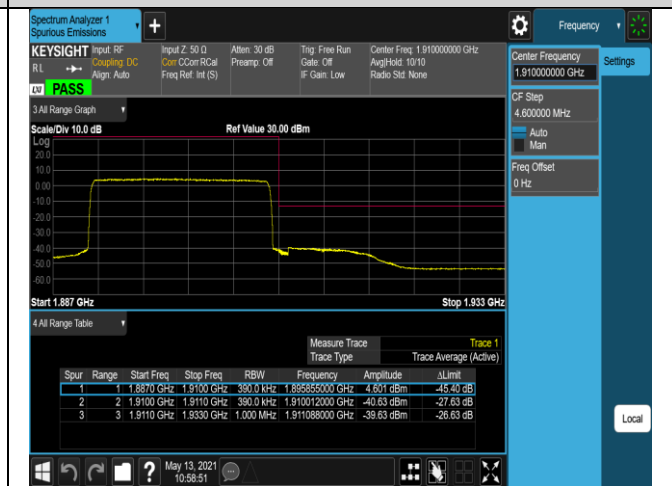 Spectrum Analyzer 1
Spurious Emissions
Frequency
KEYSIGHT Input: RF Input Z: 50 Ω Atten: 30 dB Trig: Free Run Center Freq: 1.910000000 GHz
RL Coupling: DC Corr CCorr RCal Preamp: Off Gate: Off Avg|Hold: 10/10
Align: Auto Freq Ref: Int (S) IF Gain: Low Radio Std: None
LXI PASS
Center Frequency
1.910000000 GHz
Settings
CF Step
4.600000 MHz
Auto
Man
Freq Offset
0 Hz
3 All Range Graph
Scale/Div 10.0 dB Ref Value 30.00 dBm
Log
20.0
10.0
0.00
-10.0
-20.0
-30.0
-40.0
-50.0
-60.0
Start 1.887 GHz Stop 1.933 GHz
4 All Range Table
Measure Trace Trace 1
Trace Type Trace Average (Active)
Spur Range Start Freq Stop Freq RBW Frequency Amplitude ΔLimit
1 1 1.8870 GHz 1.9100 GHz 390.0 kHz 1.895855000 GHz 4.601 dBm -45.40 dB
2 2 1.9100 GHz 1.9110 GHz 390.0 kHz 1.910012000 GHz -40.63 dBm -27.63 dB
3 3 1.9110 GHz 1.9330 GHz 1.000 MHz 1.911088000 GHz -39.63 dBm -26.63 dB
Local
May 13, 2021
10:58:51